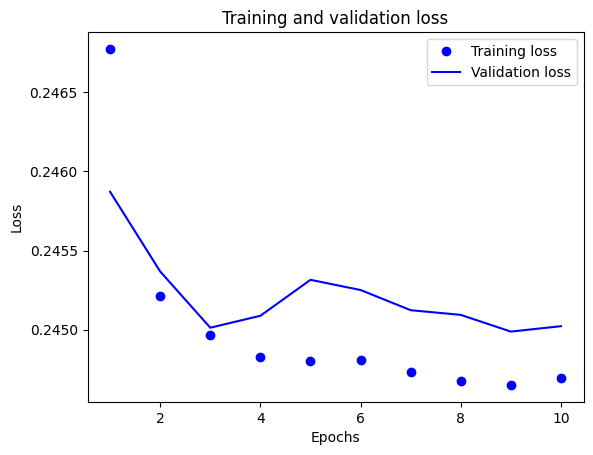 Training and validation loss
Training loss
Validation loss
0.2465
0.2460
0.2455
0.2450
Loss
2 4 6 8 10
Epochs